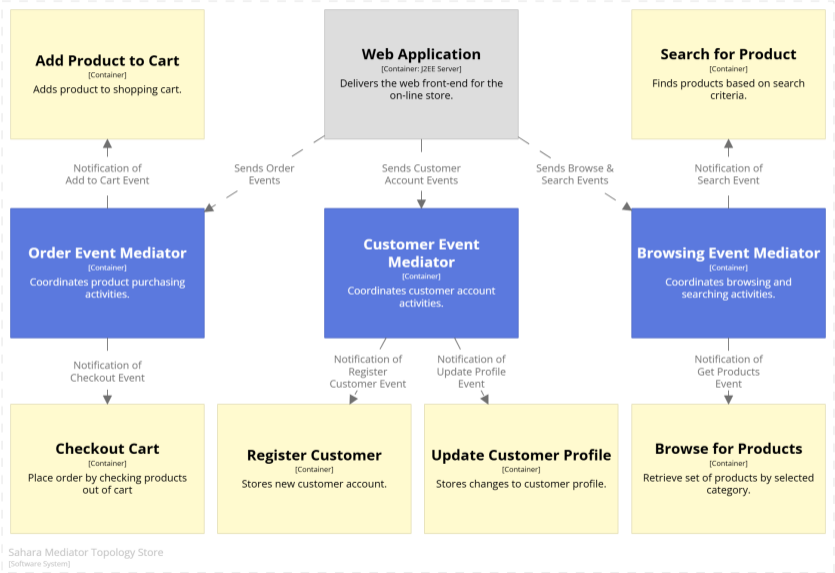 Add Product to Cart
[Container]
Adds product to shopping cart.
Web Application
[Container: J2EE Server]
Delivers the web front-end for the
on-line store.
Search for Product
[Container]
Finds products based on search
criteria.
Notification of
Add to Cart Event
Sends Order
Events
Sends Customer
Account Events
Sends Browse &
Search Events
Notification of
Search Event
Order Event Mediator
[Container]
Coordinates product purchasing
activities.
Customer Event
Mediator
[Container]
Coordinates customer account
activities.
Browsing Event Mediator
[Container]
Coordinates browsing and
searching activities.
Notification of
Checkout Event
Notification of
Register
Customer Event
Notification of
Update Profile
Event
Notification of
Get Products
Event
Checkout Cart
[Container]
Place order by checking products
out of cart
Register Customer
[Container]
Stores new customer account.
Update Customer Profile
[Container]
Stores changes to customer profile.
Browse for Products
[Container]
Retrieve set of products by selected
category.
Sahara Mediator Topology Store
[Software System]